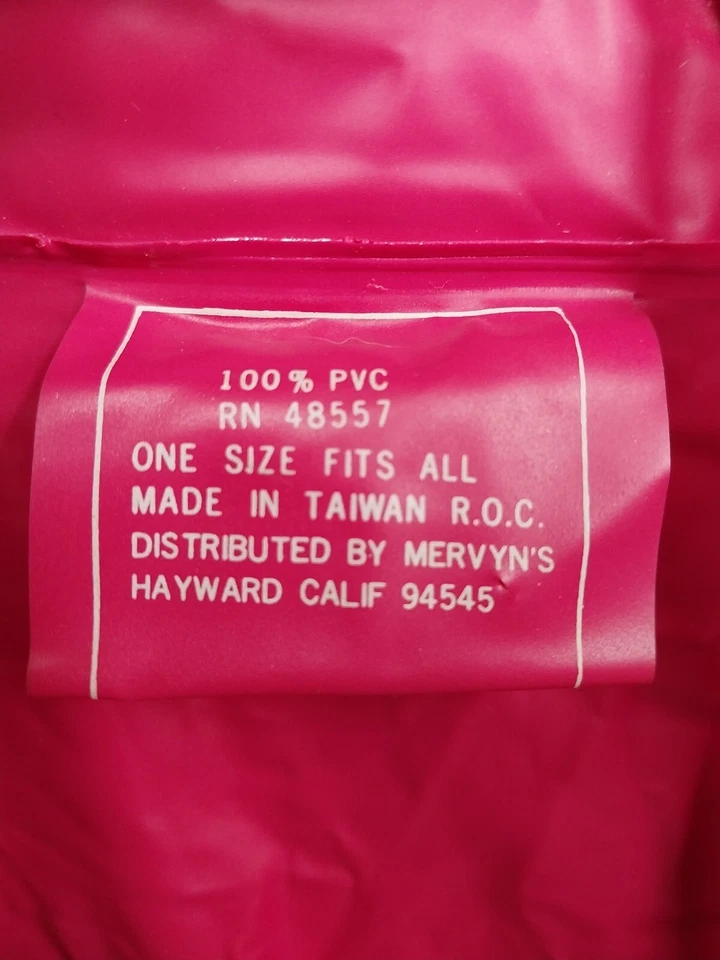 100% PVC
RN 48557
ONE SIZE FITS ALL
MADE IN TAIWAN R.O.C.
DISTRIBUTED BY MERVYN'S
HAYWARD CALIF 94545